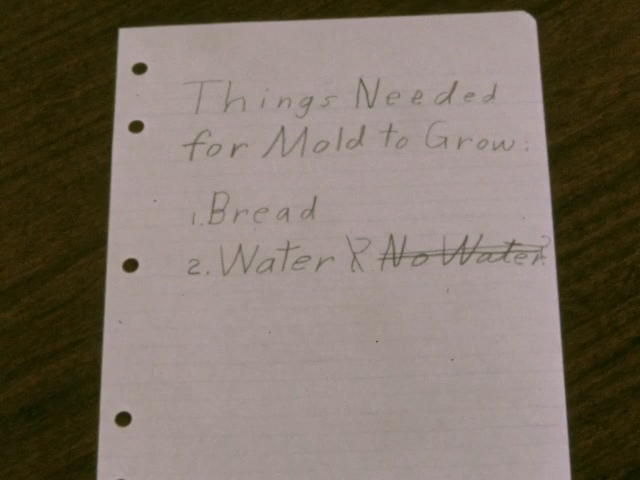 Things Needed
for Mold to Grow:
1. Bread
2. Water ? No Water?